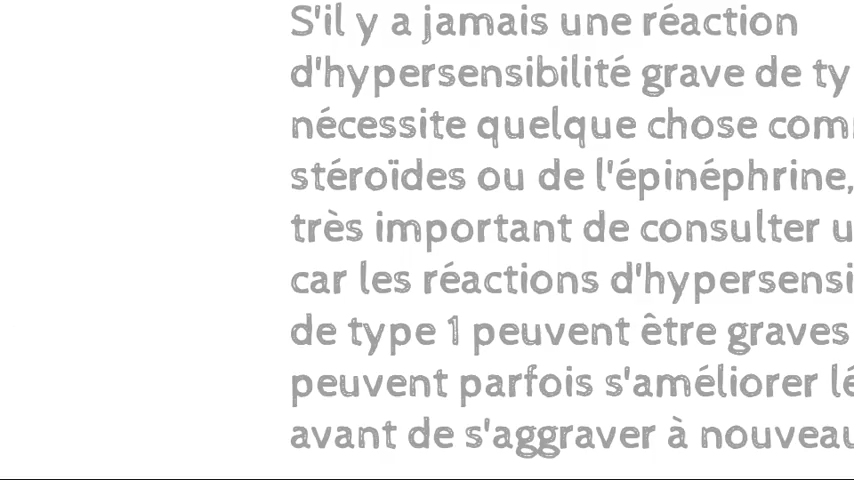 S'il y a jamais une réaction
d'hypersensibilité grave de
nécessite quelque chose
stéroïdes ou de l'épinéphrine,
très important de consulter
car les réactions
de type 1 peuvent être graves
peuvent parfois s'améliorer
avant de s'aggraver à nouveau